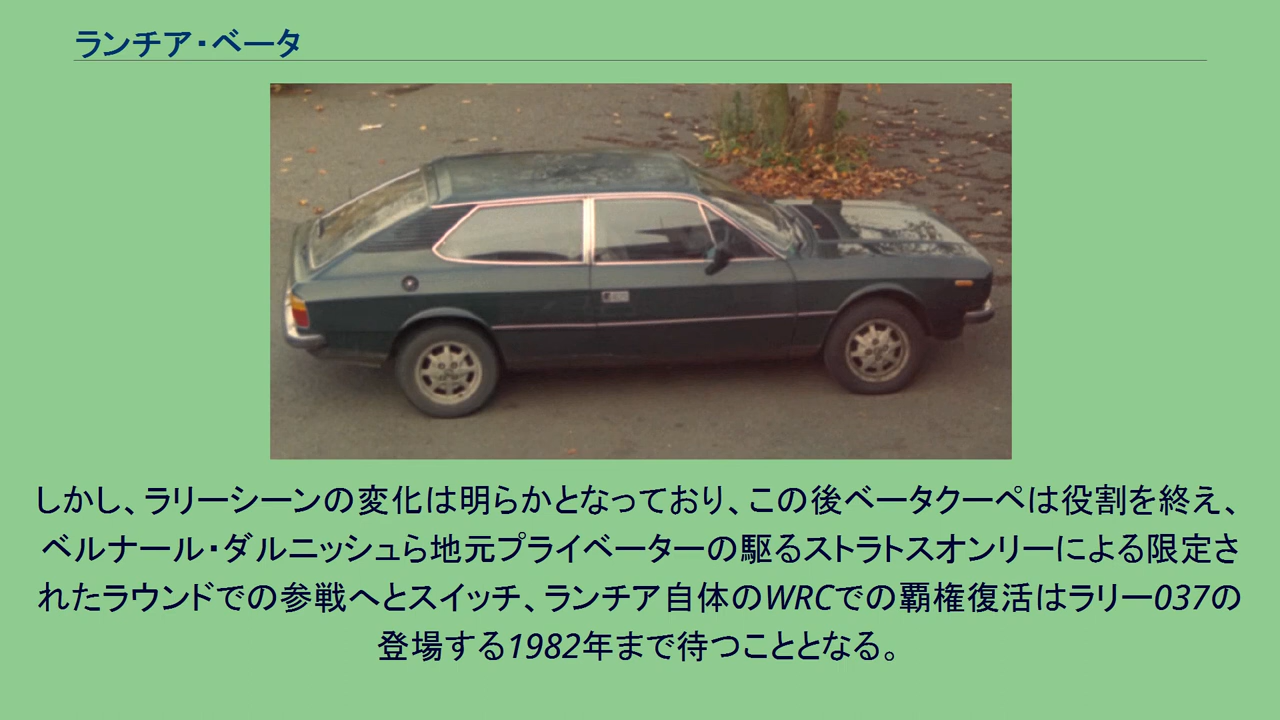 ランチア・ベータ
しかし、ラリーシーンの変化は明らかとなっており、この後ベータクーペは役割を終え、
ベルナール・ダルニッシュら地元プライベーターの駆るストラトスオンリーによる限定さ
れたラウンドでの参戦へとスイッチ、ランチア自体のWRCでの覇権復活はラリー037の
登場する1982年まで待つこととなる。